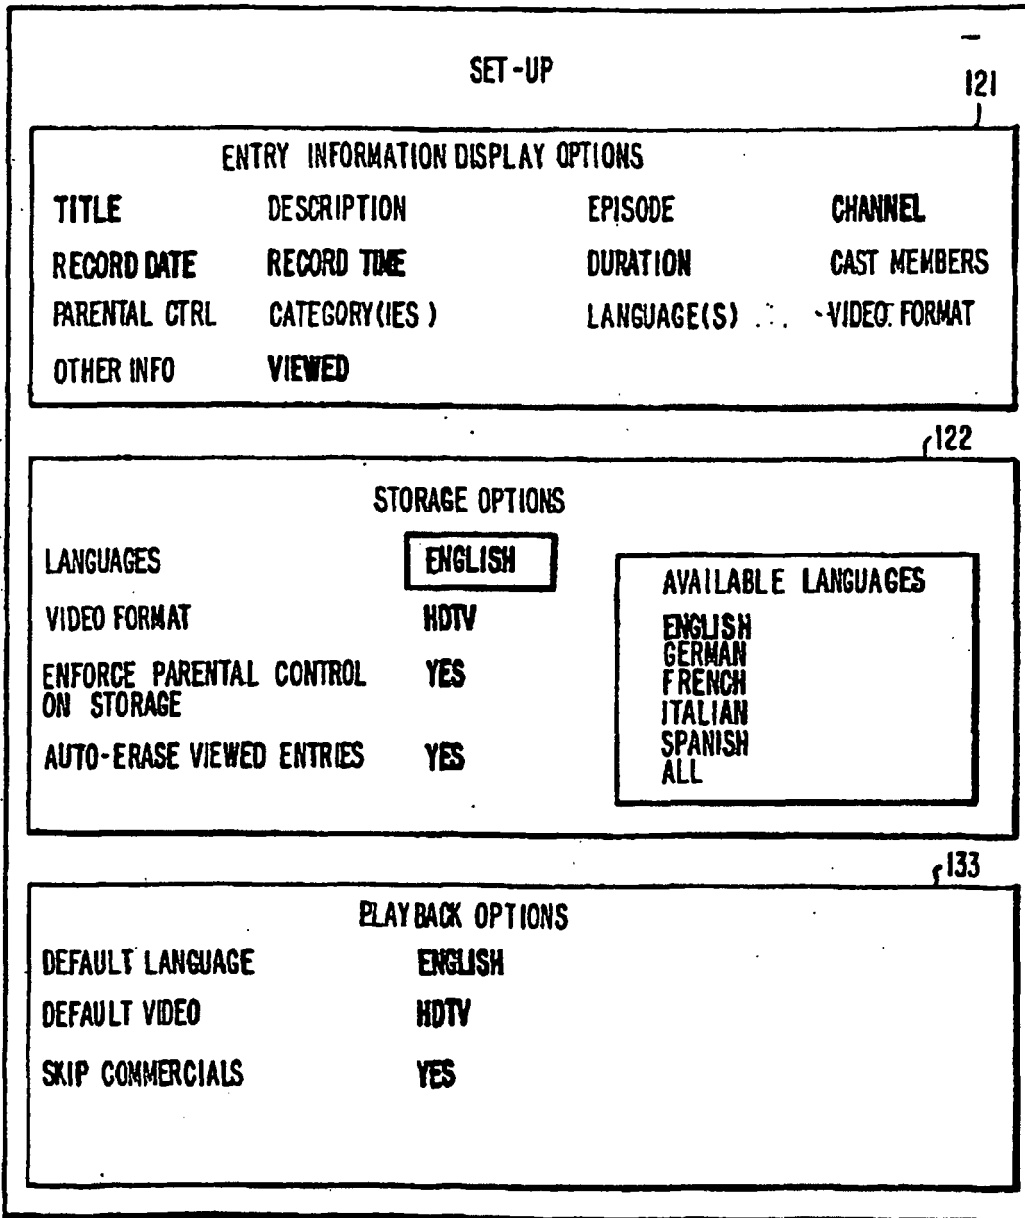 SET-UP
121
ENTRY INFORMATION DISPLAY OPTIONS
TITLE DESCRIPTION EPISODE CHANNEL
RECORD DATE RECORD TIME DURATION CAST MEMBERS
PARENTAL CTRL CATEGORY(IES) LANGUAGE(S) VIDEO FORMAT
OTHER INFO VIEWED
122
STORAGE OPTIONS
LANGUAGES ENGLISH
VIDEO FORMAT HDTV
ENFORCE PARENTAL CONTROL YES
ON STORAGE
AUTO-ERASE VIEWED ENTRIES YES
AVAILABLE LANGUAGES
ENGLISH
GERMAN
FRENCH
ITALIAN
SPANISH
ALL
133
PLAYBACK OPTIONS
DEFAULT LANGUAGE ENGLISH
DEFAULT VIDEO HDTV
SKIP COMMERCIALS YES